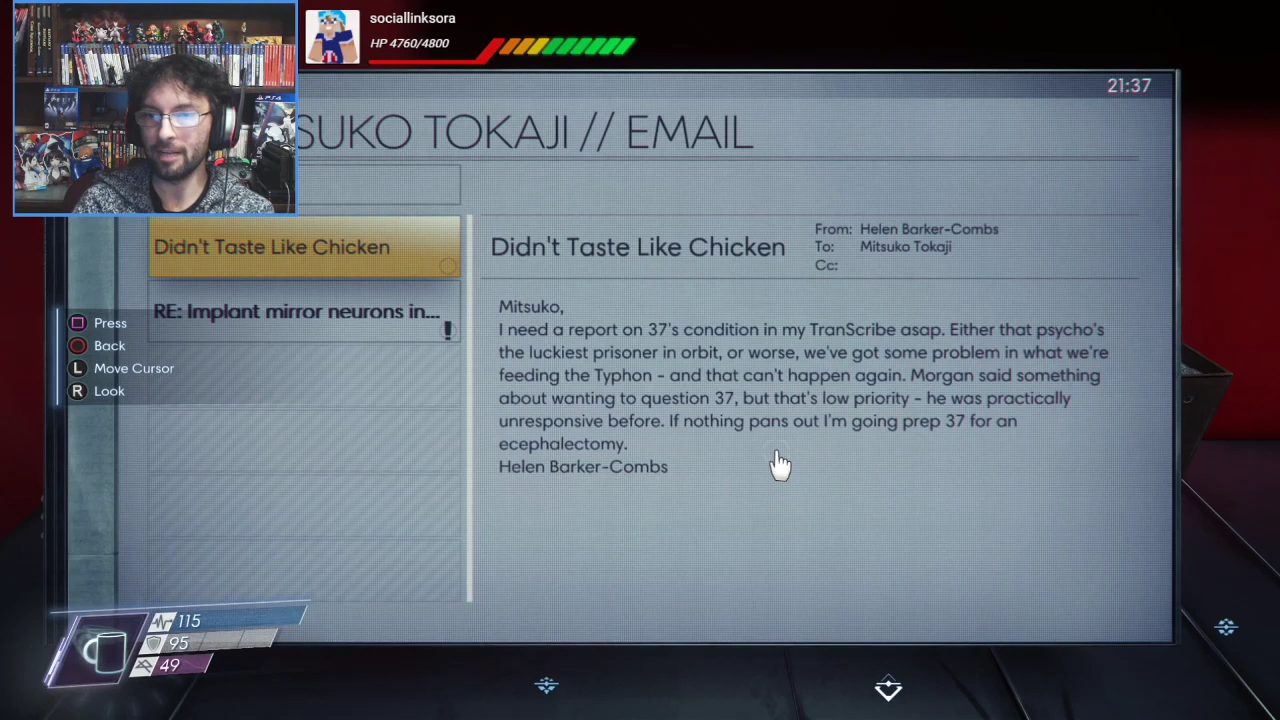 sociallinksora
HP 4760/4800
21:37
SUKO TOKAJI // EMAIL
Didn't Taste Like Chicken
RE: Implant mirror neurons in...
!
Didn't Taste Like Chicken
From: Helen Barker-Combs
To: Mitsuko Tokaji
Cc:
Mitsuko,
I need a report on 37's condition in my TranScribe asap. Either that psycho's
the luckiest prisoner in orbit, or worse, we've got some problem in what we're
feeding the Typhon - and that can't happen again. Morgan said something
about wanting to question 37, but that's low priority - he was practically
unresponsive before. If nothing pans out I'm going prep 37 for an
ecephalectomy.
Helen Barker-Combs
Press
Back
L Move Cursor
R Look
115
95
49
PS4